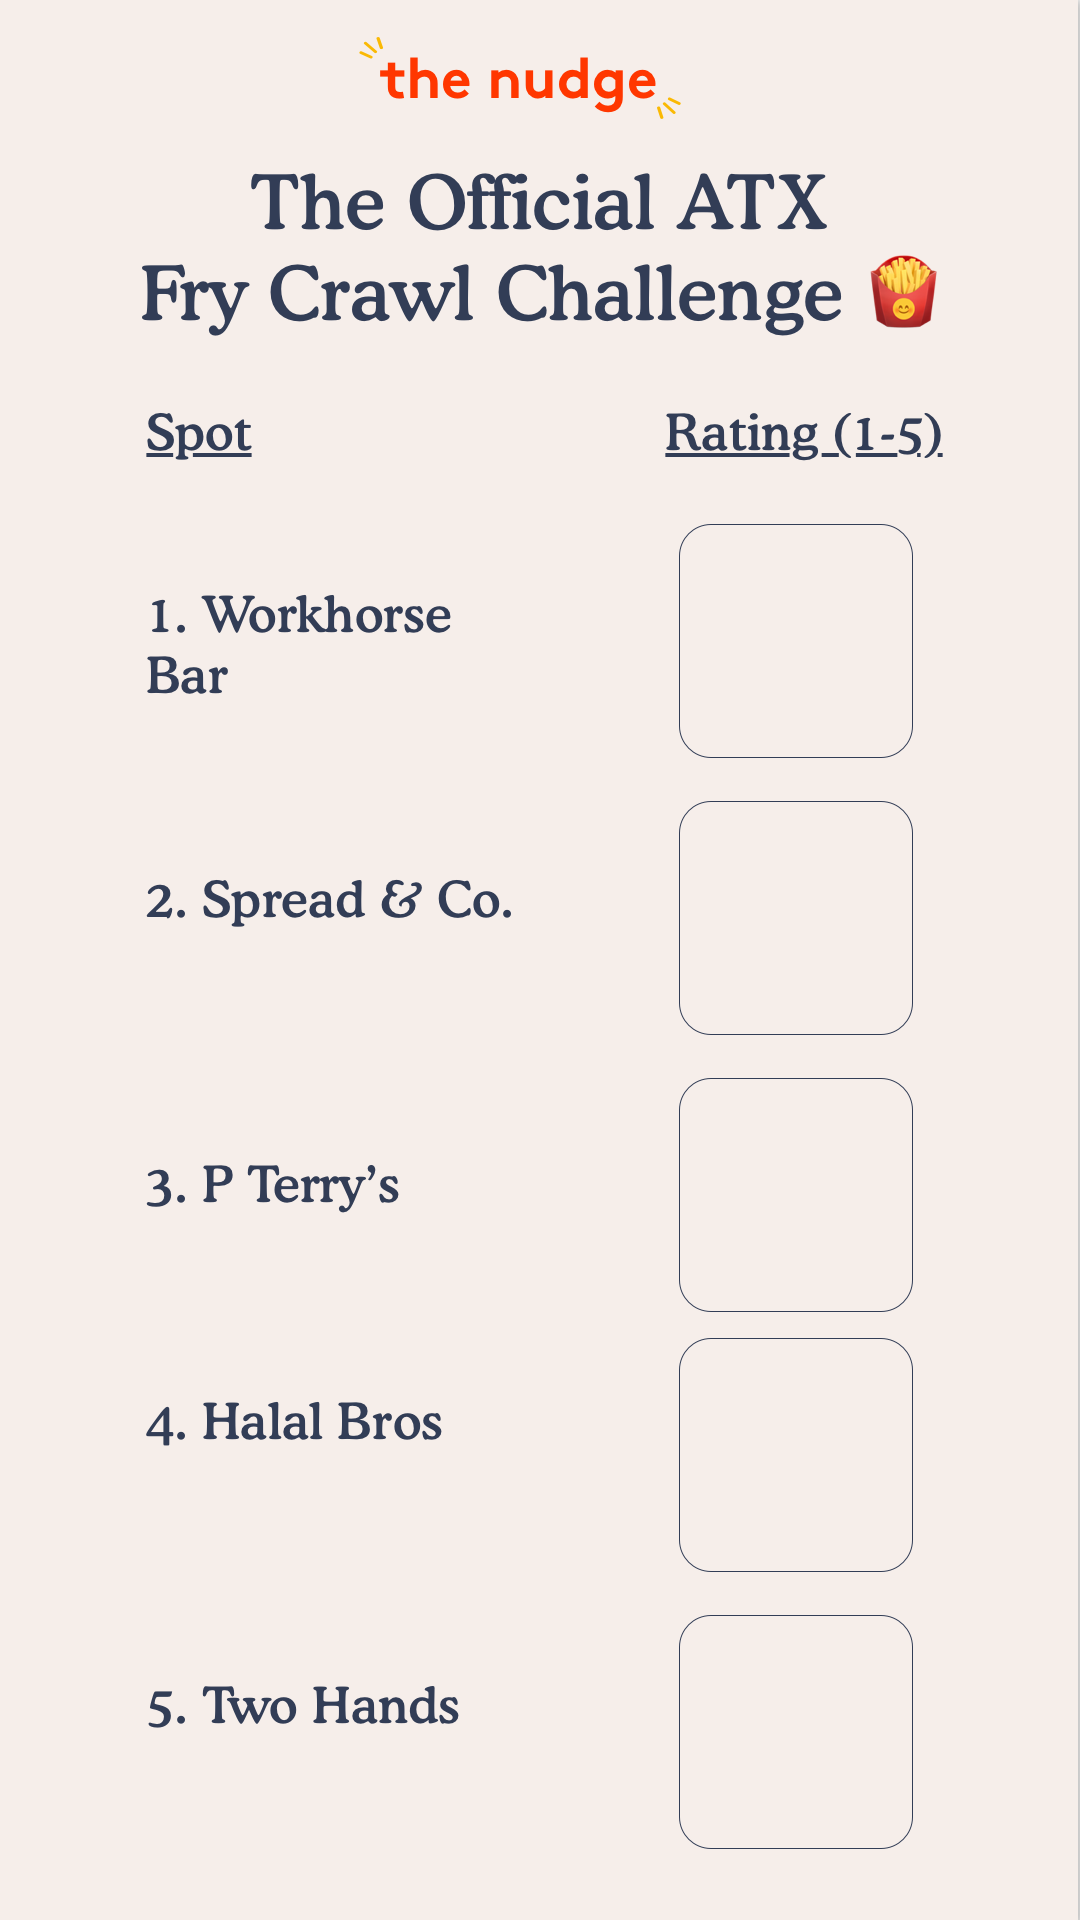 the nudge
The Official ATX
Fry Crawl Challenge 🍟
Spot Rating (1-5)
1. Workhorse
Bar
2. Spread & Co.
3. P Terry’s
4. Halal Bros
5. Two Hands